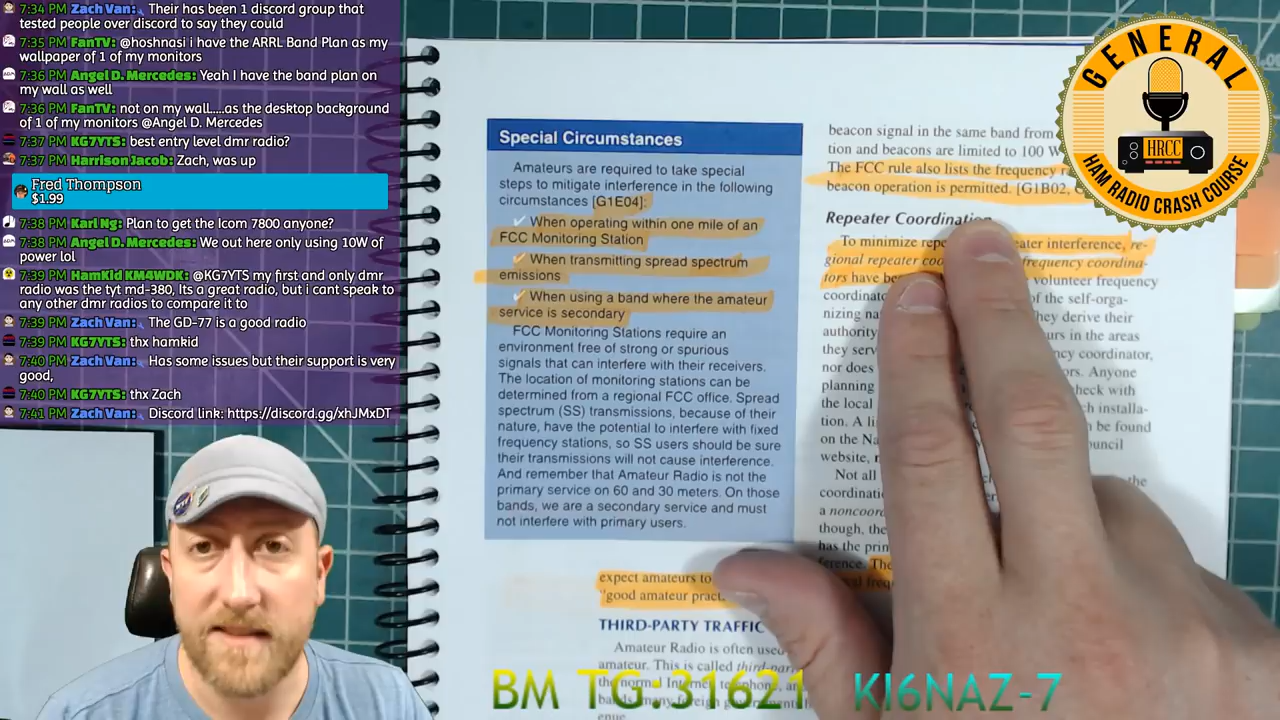 7:34 PM Zach Van: Their has been 1 discord group that
tested people over discord to say they could
7:35 PM FanTV: @hoshnasi i have the ARRL Band Plan as my
wallpaper of 1 of my monitors
7:36 PM Angel D. Mercedes: Yeah I have the band plan on
my wall as well
7:36 PM FanTV: not on my wall....as the desktop background
of 1 of my monitors @Angel D. Mercedes
7:37 PM KG7YTS: best entry level dmr radio?
7:37 PM Harrison Jacob: Zach, was up
Fred Thompson
$1.99
7:38 PM Karl Ng: Plan to get the Icom 7800 anyone?
7:38 PM Angel D. Mercedes: We out here only using 10W of
power lol
7:39 PM HamKid KM4WDK: @KG7YTS my first and only dmr
radio was the tyt md-380, Its a great radio, but i cant speak to
any other dmr radios to compare it to
7:39 PM Zach Van: The GD-77 is a good radio
7:39 PM KG7YTS: thx hamkid
7:40 PM Zach Van: Has some issues but their support is very
good,
7:40 PM KG7YTS: thx Zach
7:41 PM Zach Van: Discord link: https://discord.gg/xhJMxDT
Special Circumstances
Amateurs are required to take special
steps to mitigate interference in the following
circumstances [G1E04]:
✓ When operating within one mile of an
FCC Monitoring Station
✓ When transmitting spread spectrum
emissions
✓ When using a band where the amateur
service is secondary
FCC Monitoring Stations require an
environment free of strong or spurious
signals that can interfere with their receivers.
The location of monitoring stations can be
determined from a regional FCC office. Spread
spectrum (SS) transmissions, because of their
nature, have the potential to interfere with fixed
frequency stations, so SS users should be sure
their transmissions will not cause interference.
And remember that Amateur Radio is not the
primary service on 60 and 30 meters. On those
bands, we are a secondary service and must
not interfere with primary users.
expect amateurs to
"good amateur
THIRD-PARTY TRAFFIC
Amateur Radio is often used
amateur. This is called
the normal Internet,
bands, many foreign governments
beacon signal in the same band from
tion and beacons are limited to 100
The FCC rule also lists the frequency
beacon operation is permitted. [G1B02,
Repeater Coordination
To minimize interference, re-
gional repeater frequency coordina-
tors have volunteer frequency
coordinat of the self-orga-
nizing They derive their
authority in the areas
they serv coordinator,
nor does Anyone
planning check with
the local installa-
tion. A be found
on the
website,
Not all the
coordinati
a
though, the
has the
ference. The
GENERAL
HRCC
HAM RADIO CRASH COURSE
BM TG:31621 KI6NAZ-7